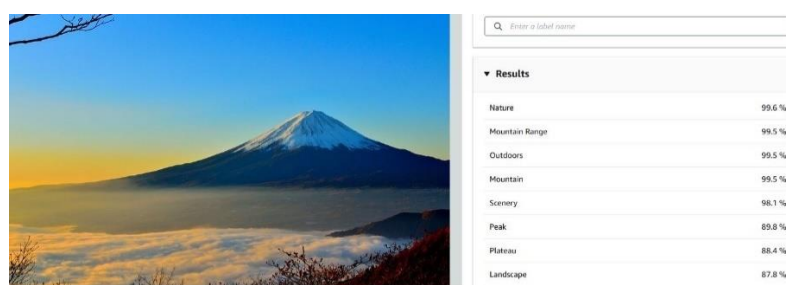 Enter a label name
▼ Results
Nature 99.6 %
Mountain Range 99.5 %
Outdoors 99.5 %
Mountain 99.5 %
Scenery 98.1 %
Peak 89.8 %
Plateau 88.4 %
Landscape 87.8 %